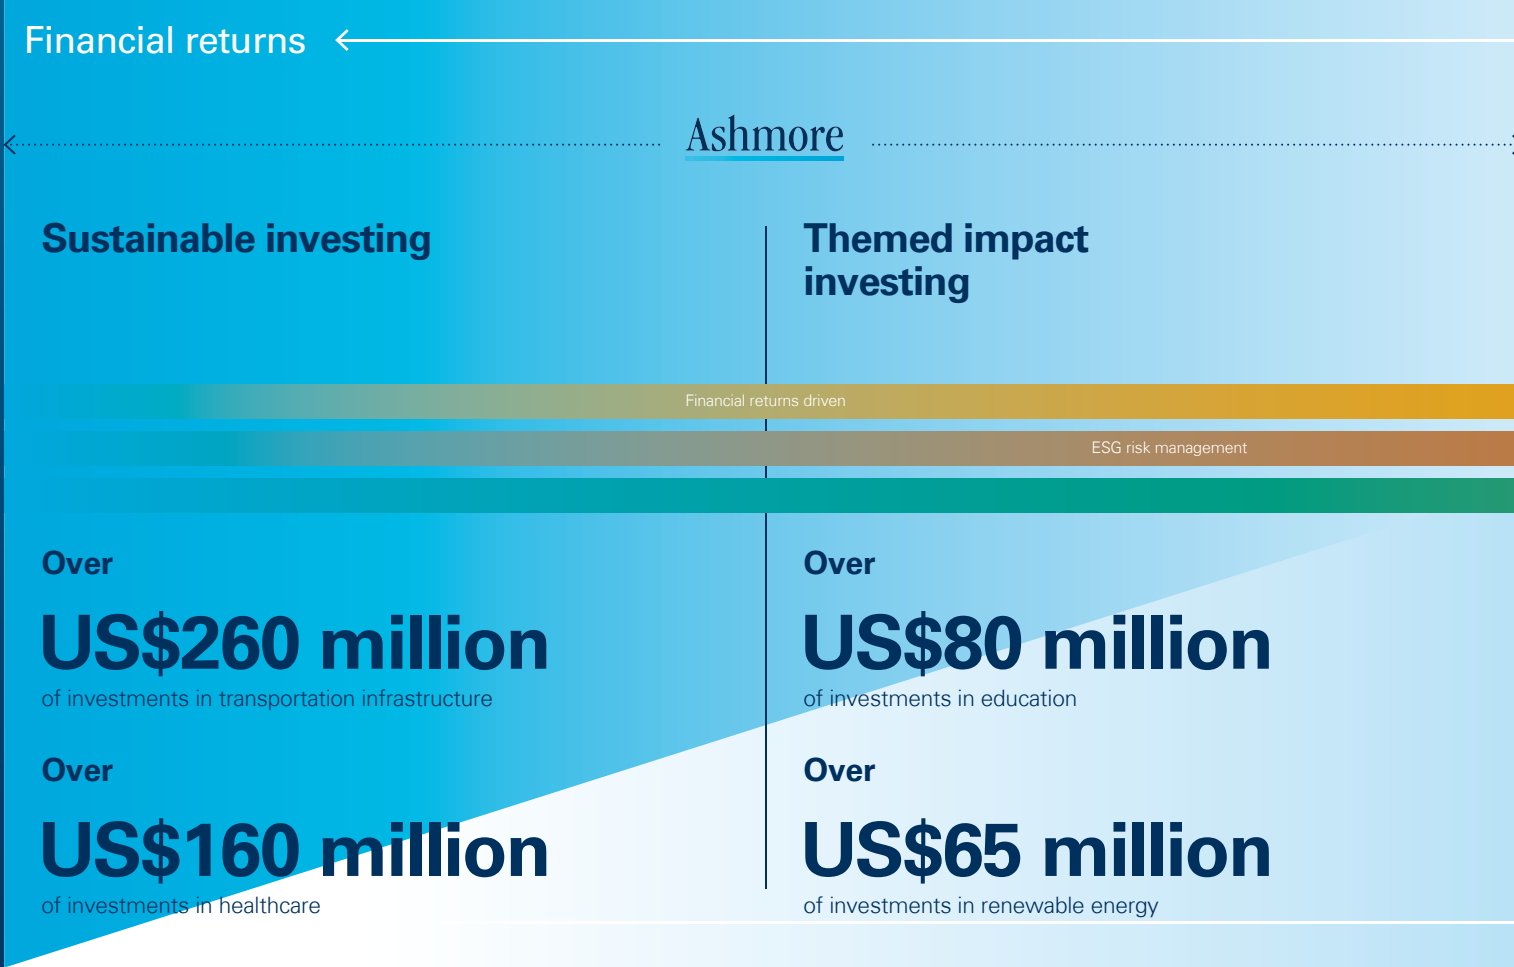 Financial returns
Ashmore
Sustainable investing
Themed impact
investing
Financial returns driven
ESG risk management
Over
US$260 million
of investments in transportation infrastructure
Over
US$160 million
of investments in healthcare
Over
US$80 million
of investments in education
Over
US$65 million
of investments in renewable energy